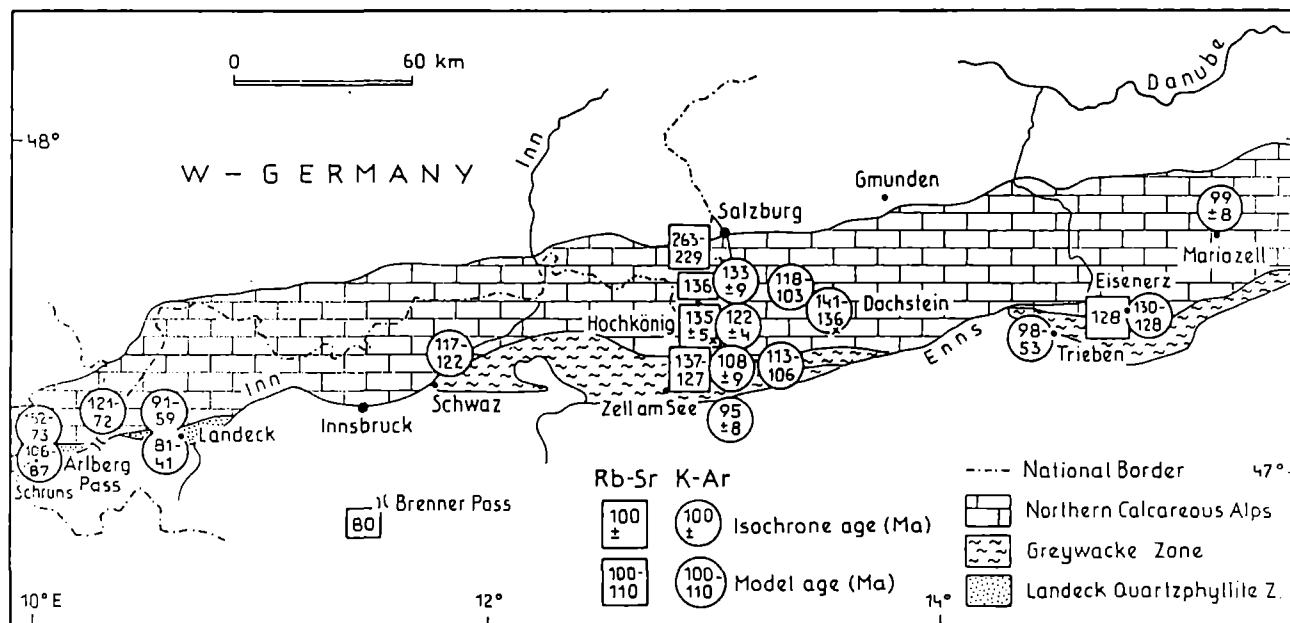 0 60 km
Danube
48°
Inn
W-GERMANY
Gmunden
Salzburg
99
±8
Mariazell
263-
229
136
133
±9
118-
103
141-
136
Dachstein
Eisenerz
128
130-
128
Hochkönig
135
±5
122
±4
Enns
98-
53
Trieben
117-
122
137-
127
108
±9
113-
106
Inn
Schwaz
Zell am See
95
±8
Innsbruck
121-
72
91-
59
Landeck
81-
41
73
106-
87
Arlberg
Pass
Schruns
Brenner Pass
80
Rb-Sr K-Ar
100
±
100
±
Isochrone age (Ma)
100-
110
100-
110
Model age (Ma)
National Border
47°
Northern Calcareous Alps
Greywacke Zone
Landeck Quartzphyllite Z.
10°E
12°
14°